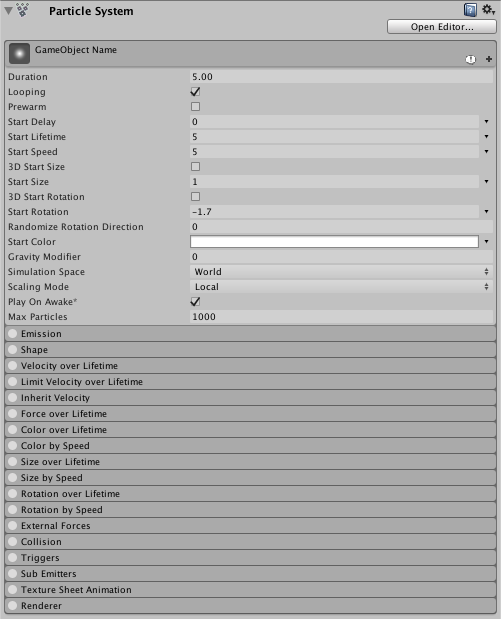 Particle System
Open Editor...
GameObject Name
Duration 5.00
Looping
Prewarm
Start Delay 0
Start Lifetime 5
Start Speed 5
3D Start Size
Start Size 1
3D Start Rotation
Start Rotation -1.7
Randomize Rotation Direction 0
Start Color
Gravity Modifier 0
Simulation Space World
Scaling Mode Local
Play On Awake*
Max Particles 1000
Emission
Shape
Velocity over Lifetime
Limit Velocity over Lifetime
Inherit Velocity
Force over Lifetime
Color over Lifetime
Color by Speed
Size over Lifetime
Size by Speed
Rotation over Lifetime
Rotation by Speed
External Forces
Collision
Triggers
Sub Emitters
Texture Sheet Animation
Renderer